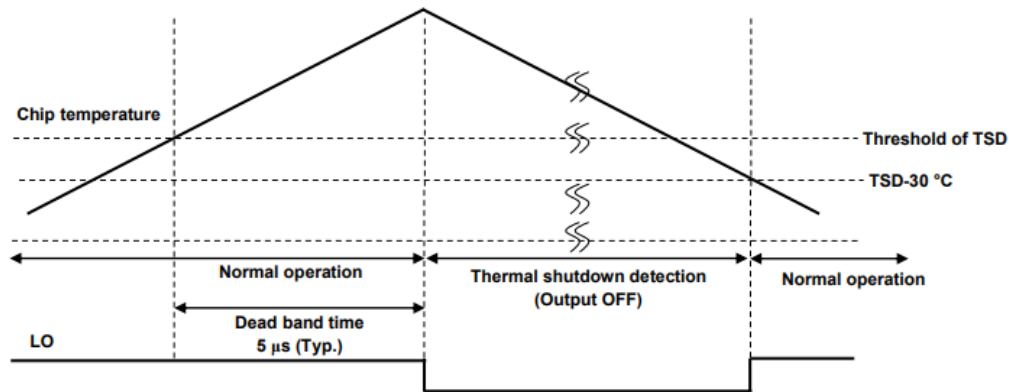 Chip temperature
Threshold of TSD
TSD-30 °C
Normal operation
Thermal shutdown detection
(Output OFF)
Normal operation
Dead band time
5 μs (Typ.)
LO